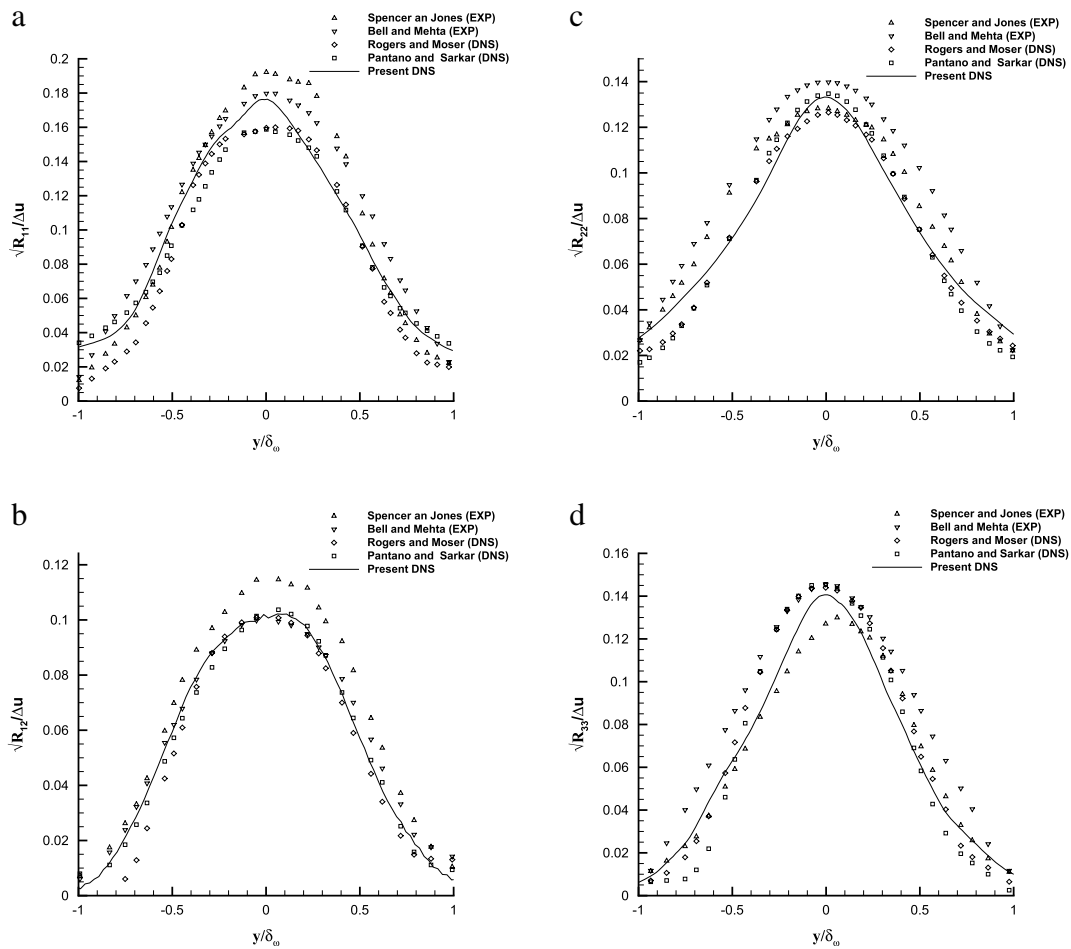 a
Spencer an Jones (EXP)
Bell and Mehta (EXP)
Rogers and Moser (DNS)
Pantano and Sarkar (DNS)
Present DNS
0.2
0.18
0.16
0.14
0.12
0.1
0.08
0.06
0.04
0.02
0
√R₁₁/Δu
-1
-0.5
0
0.5
1
y/δω
c
Spencer and Jones (EXP)
Bell and Mehta (EXP)
Rogers and Moser (DNS)
Pantano and Sarkar (DNS)
Present DNS
0.14
0.12
0.1
0.08
0.06
0.04
0.02
0
√R₂₂/Δu
-1
-0.5
0
0.5
1
y/δω
b
Spencer an Jones (EXP)
Bell and Mehta (EXP)
Rogers and Moser (DNS)
Pantano and Sarkar (DNS)
Present DNS
0.12
0.1
0.08
0.06
0.04
0.02
0
√R₁₂/Δu
-1
-0.5
0
0.5
1
y/δω
d
Spencer and Jones (EXP)
Bell and Mehta (EXP)
Rogers and Moser (DNS)
Pantano and Sarkar (DNS)
Present DNS
0.16
0.14
0.12
0.1
0.08
0.06
0.04
0.02
0
√R₃₃/Δu
-1
-0.5
0
0.5
1
y/δω